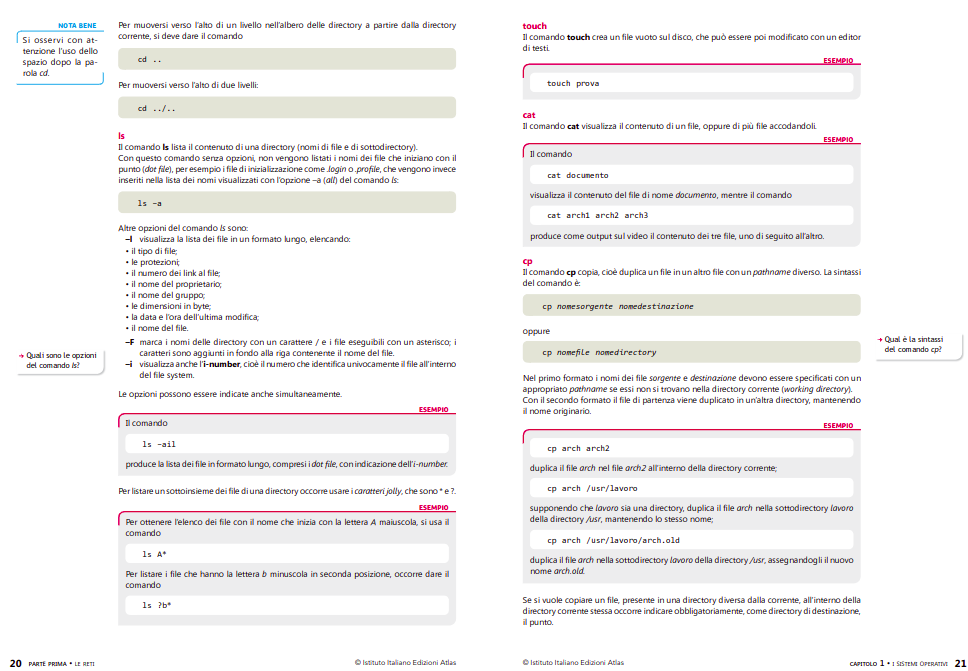 NOTA BENE
Si osservi con at-
tenzione l'uso dello
spazio dopo la pa-
rola cd.
Per muoversi verso l'alto di un livello nell'albero delle directory a partire dalla directory
corrente, si deve dare il comando
cd ..
Per muoversi verso l'alto di due livelli:
cd ../..
ls
Il comando ls lista il contenuto di una directory (nomi di file e di sottodirectory).
Con questo comando senza opzioni, non vengono listati i nomi dei file che iniziano con il
punto (dot file), per esempio i file di inizializzazione come .login o .profile, che vengono invece
inseriti nella lista dei nomi visualizzati con l'opzione –a (all) del comando ls:
ls –a
Altre opzioni del comando ls sono:
–l visualizza la lista dei file in un formato lungo, elencando:
• il tipo di file;
• le protezioni;
• il numero dei link al file;
• il nome del proprietario;
• il nome del gruppo;
• le dimensioni in byte;
• la data e l'ora dell'ultima modifica;
• il nome del file.
–F marca i nomi delle directory con un carattere / e i file eseguibili con un asterisco; i
caratteri sono aggiunti in fondo alla riga contenente il nome del file.
–i visualizza anche l'i-number, cioè il numero che identifica univocamente il file all'interno
del file system.
➔ Quali sono le opzioni
del comando ls?
Le opzioni possono essere indicate anche simultaneamente.
ESEMPIO
Il comando
ls –ail
produce la lista dei file in formato lungo, compresi i dot file, con indicazione dell'i-number.
Per listare un sottoinsieme dei file di una directory occorre usare i caratteri jolly, che sono * e ?.
ESEMPIO
Per ottenere l'elenco dei file con il nome che inizia con la lettera A maiuscola, si usa il
comando
ls A*
Per listare i file che hanno la lettera b minuscola in seconda posizione, occorre dare il
comando
ls ?b*
20 PARTE PRIMA • LE RETI
© Istituto Italiano Edizioni Atlas
touch
Il comando touch crea un file vuoto sul disco, che può essere poi modificato con un editor
di testi.
ESEMPIO
touch prova
cat
Il comando cat visualizza il contenuto di un file, oppure di più file accodandoli.
ESEMPIO
Il comando
cat documento
visualizza il contenuto del file di nome documento, mentre il comando
cat arch1 arch2 arch3
produce come output sul video il contenuto dei tre file, uno di seguito all'altro.
cp
Il comando cp copia, cioè duplica un file in un altro file con un pathname diverso. La sintassi
del comando è:
cp nomesorgente nomedestinazione
oppure
cp nomefile nomedirectory
➔ Qual è la sintassi
del comando cp?
Nel primo formato i nomi dei file sorgente e destinazione devono essere specificati con un
appropriato pathname se essi non si trovano nella directory corrente (working directory).
Con il secondo formato il file di partenza viene duplicato in un'altra directory, mantenendo
il nome originario.
ESEMPIO
cp arch arch2
duplica il file arch nel file arch2 all'interno della directory corrente;
cp arch /usr/lavoro
supponendo che lavoro sia una directory, duplica il file arch nella sottodirectory lavoro
della directory /usr, mantenendo lo stesso nome;
cp arch /usr/lavoro/arch.old
duplica il file arch nella sottodirectory lavoro della directory /usr, assegnandogli il nuovo
nome arch.old.
Se si vuole copiare un file, presente in una directory diversa dalla corrente, all'interno della
directory corrente stessa occorre indicare obbligatoriamente, come directory di destinazione,
il punto.
© Istituto Italiano Edizioni Atlas
CAPITOLO 1 • I SISTEMI OPERATIVI 21